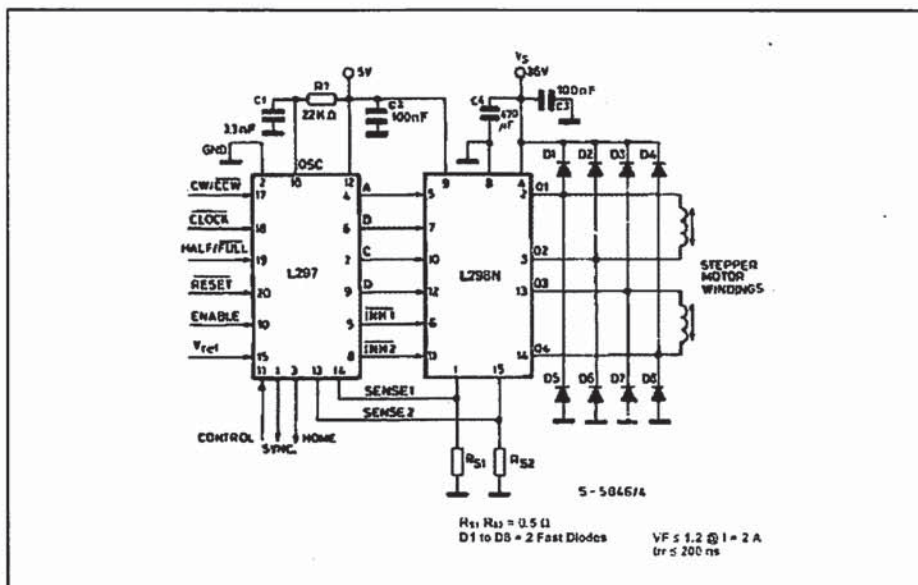 Vs
5V
36V
R1
C1
22KΩ
3.3nF
C2
100nF
C4
470
µF
100nF
C3
GND
OSC
D1 D2 D3 D4
2 10 12
9 8 4
CW/CCW 17
4 A 5
2 O1
CLOCK 18
6 7
HALF/FULL 19
C 10
3 O2
L297
L298N
STEPPER
MOTOR
WINDINGS
RESET 20
9 D 12
13 O3
ENABLE 10
5 INH1 6
Vref 15
8 INH2 11
14 O4
11 1 3 13 14
1 15
D5 D6 D7 D8
SENSE1
SENSE2
CONTROL
SYNC.
HOME
RS1 RS2
S-5846/4
RS1 RS2 = 0.5 Ω
D1 to D8 = 2 Fast Diodes
VF ≤ 1.2 @ I = 2 A
trr ≤ 200 ns